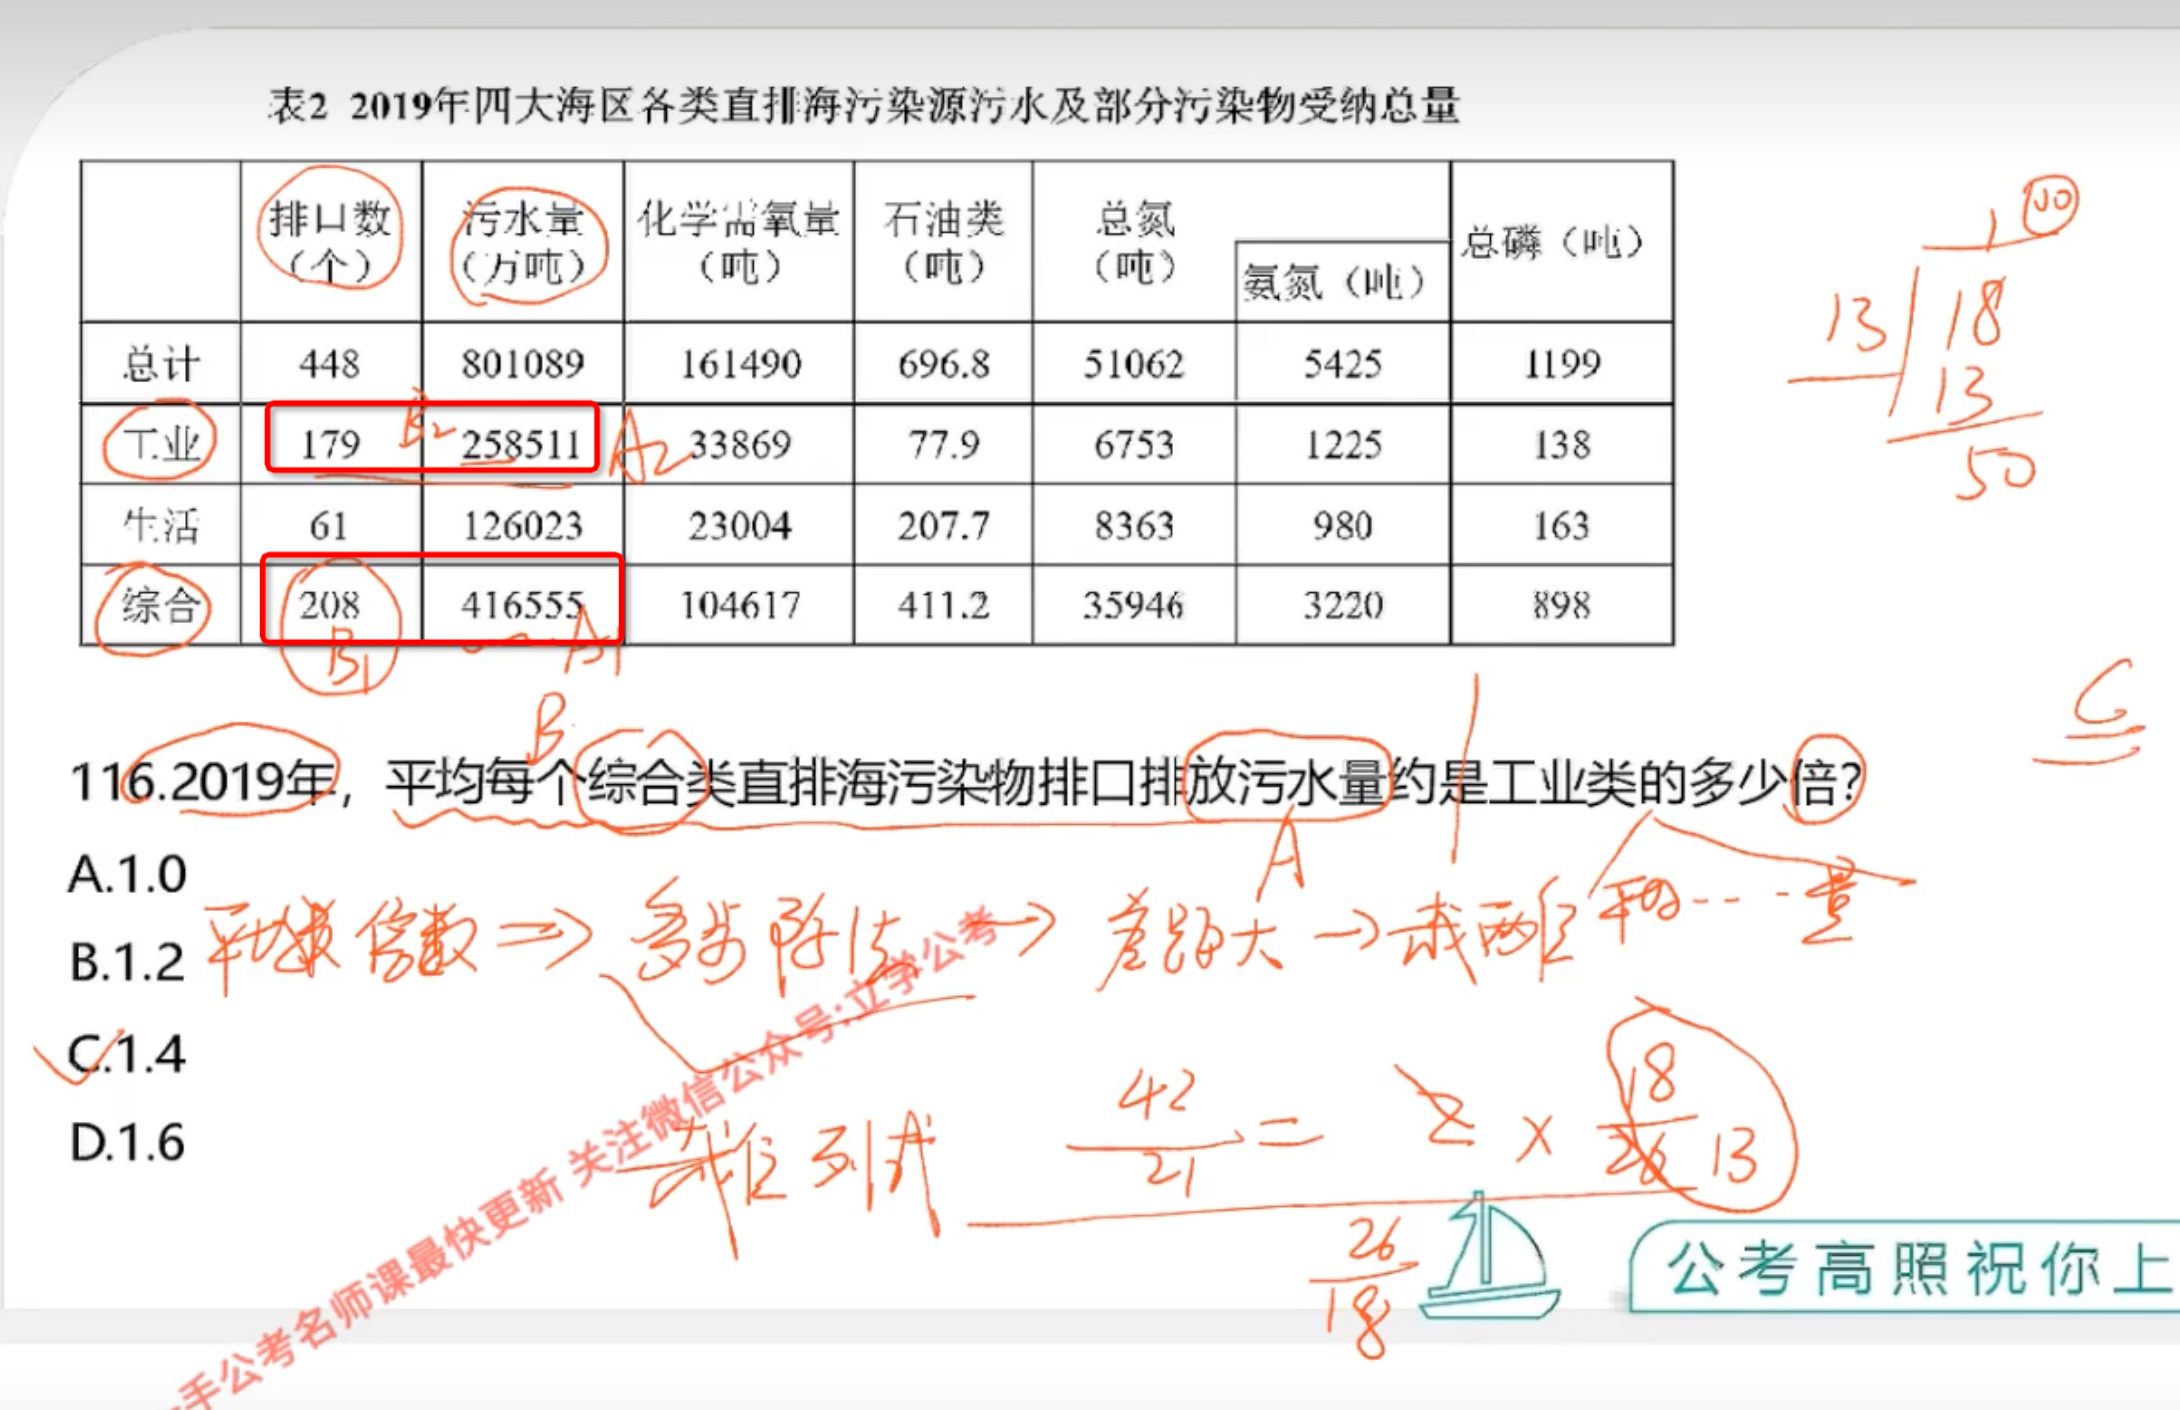 表2 2019年四大海区各类直排海污染源污水及部分污染物受纳总量
排口数（个） 污水量（万吨） 化学需氧量（吨） 石油类（吨） 总氮（吨） 氨氮（吨） 总磷（吨）
总计 448 801089 161490 696.8 51062 5425 1199
工业 179 258511 33869 77.9 6753 1225 138
B2 A2
生活 61 126023 23004 207.7 8363 980 163
综合 208 416555 104617 411.2 35946 3220 898
B1 A1
1 00
13 18
13
50
C
B
116.2019年，平均每个综合类直排海污染物排口排放污水量约是工业类的多少倍？
A
A.1.0
B.1.2
C.1.4
D.1.6
平均数倍数 → 多步除法 → 差距大 → 截两位
平均----量
截位列式
42
21
= 2 × 18
26 13
26
18
手公考名师课最快更新 关注微信公众号:立学公考
公考高照祝你上